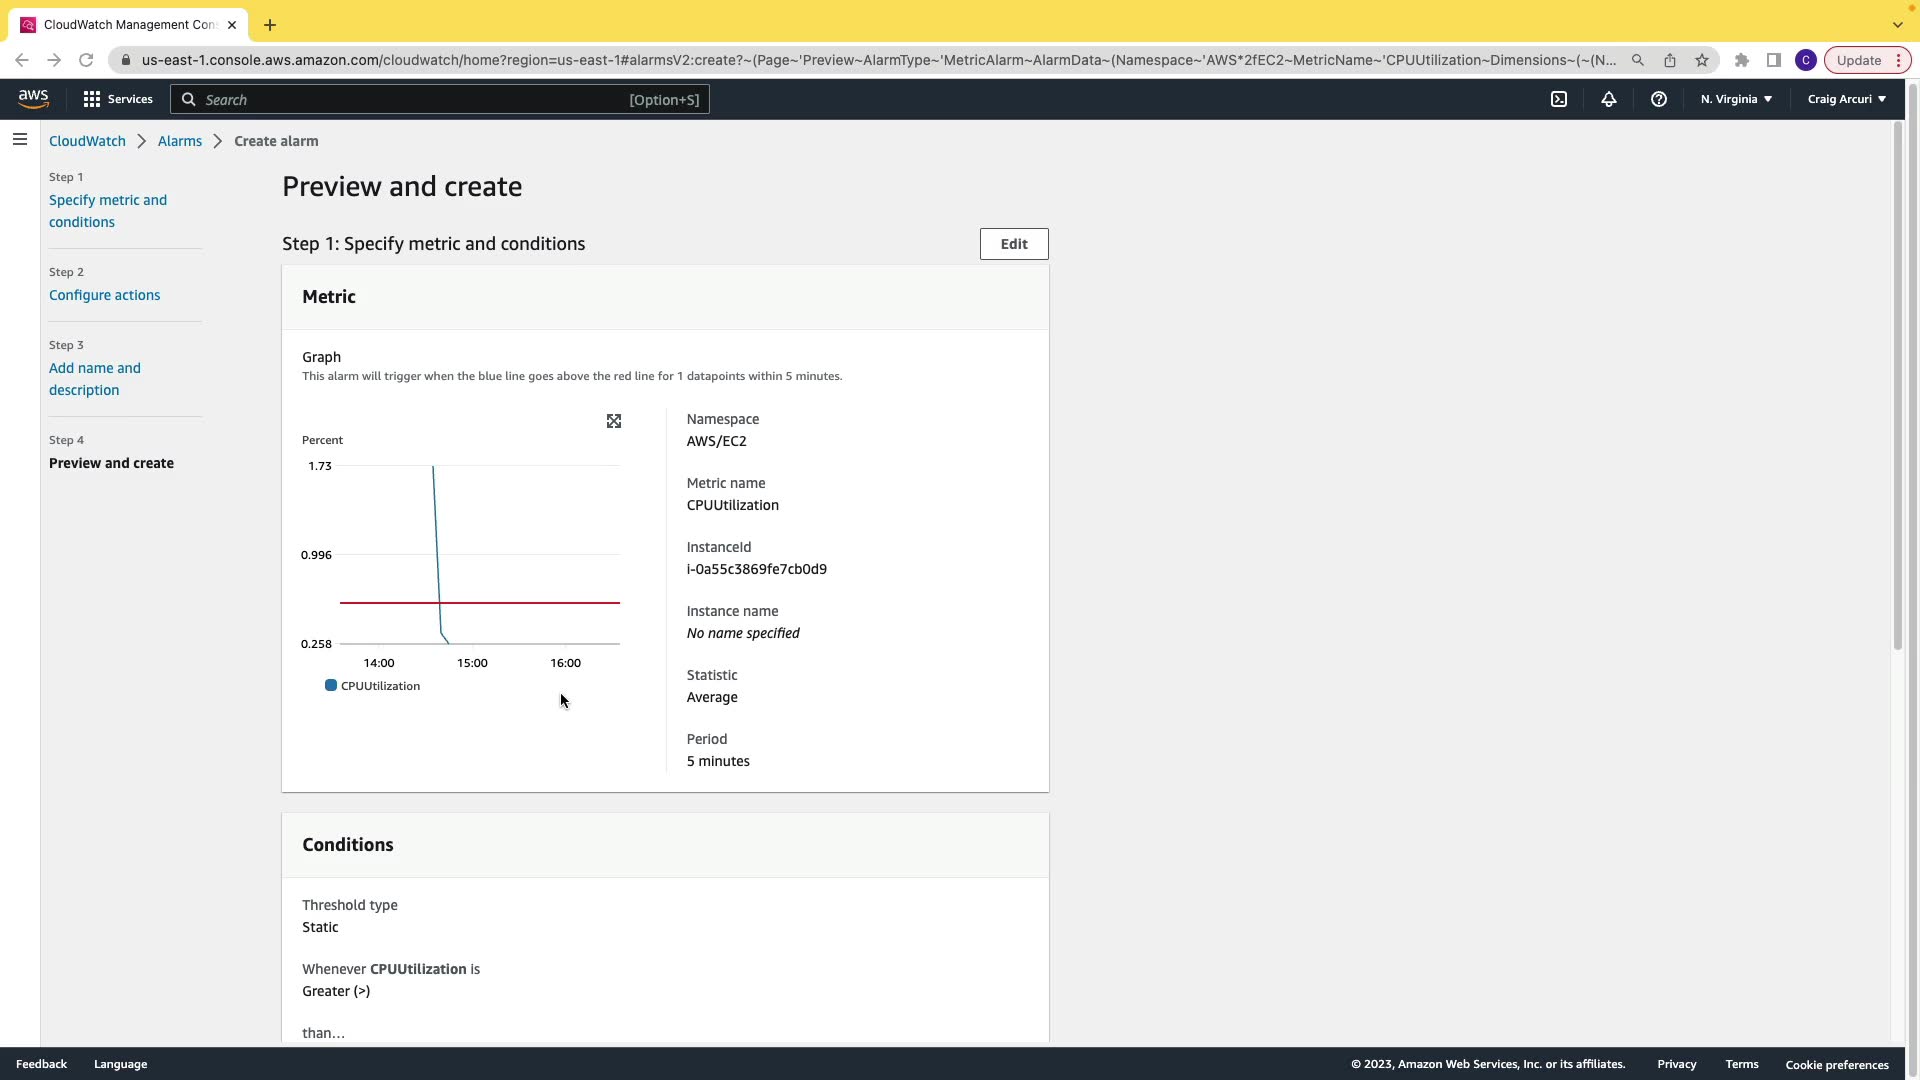 CloudWatch Management Con
us-east-1.console.aws.amazon.com/cloudwatch/home?region=us-east-1#alarmsV2:create?~(Page~'Preview~AlarmType~'MetricAlarm~AlarmData~(Namespace~'AWS*2fEC2~MetricName~'CPUUtilization~Dimensions~(~(N...
C
Update
aws
Services
Search
[Option+S]
N. Virginia
Craig Arcuri
CloudWatch
Alarms
Create alarm
Step 1
Specify metric and
conditions
Step 2
Configure actions
Step 3
Add name and
description
Step 4
Preview and create
Preview and create
Step 1: Specify metric and conditions
Edit
Metric
Graph
This alarm will trigger when the blue line goes above the red line for 1 datapoints within 5 minutes.
Percent
1.73
0.996
0.258
14:00
15:00
16:00
CPUUtilization
Namespace
AWS/EC2
Metric name
CPUUtilization
InstanceId
i-0a55c3869fe7cb0d9
Instance name
No name specified
Statistic
Average
Period
5 minutes
Conditions
Threshold type
Static
Whenever CPUUtilization is
Greater (>)
than...
Feedback
Language
© 2023, Amazon Web Services, Inc. or its affiliates.
Privacy
Terms
Cookie preferences